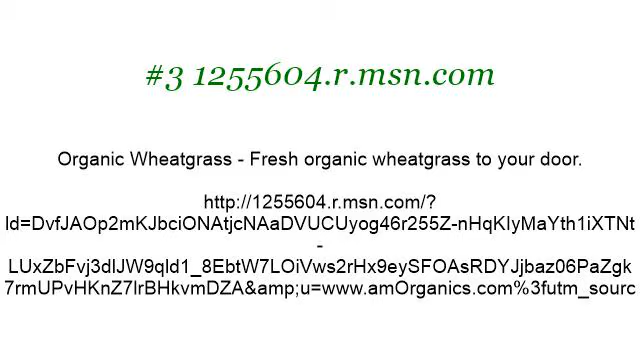 #3 1255604.r.msn.com
Organic Wheatgrass - Fresh organic wheatgrass to your door.
http://1255604.r.msn.com/?
ld=DvfJAOp2mKJbciONAtjcNAaDVUCUyog46r255Z-nHqKIyMaYth1iXTNt
-
LUxZbFvj3dlJW9qld1_8EbtW7LOiVws2rHx9eySFOAsRDYJjbaz06PaZgk
7rmUPvHKnZ7lrBHkvmDZA&amp;u=www.amOrganics.com%3futm_sourc